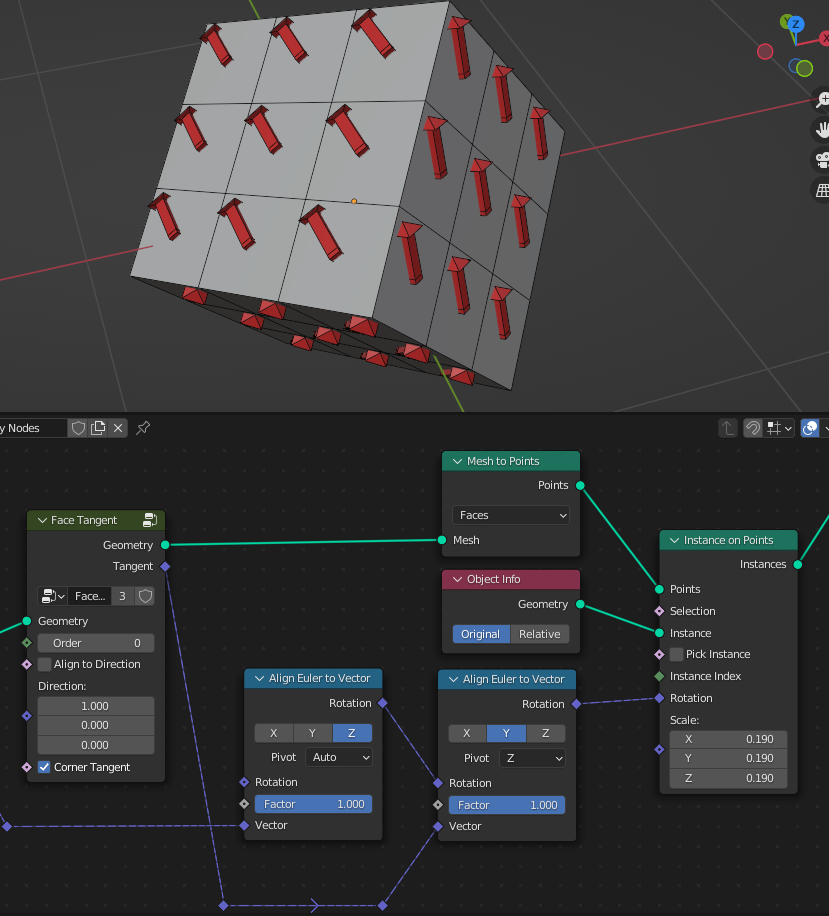 Y
Z
X
y Nodes
Mesh to Points
Points
Faces
Mesh
Face Tangent
Geometry
Tangent
Face... 3
Geometry
Order 0
Align to Direction
Direction:
1.000
0.000
0.000
Corner Tangent
Object Info
Geometry
Original Relative
Instance on Points
Instances
Points
Selection
Instance
Pick Instance
Instance Index
Rotation
Scale:
X 0.190
Y 0.190
Z 0.190
Align Euler to Vector
Rotation
X Y Z
Pivot Auto
Rotation
Factor 1.000
Vector
Align Euler to Vector
Rotation
X Y Z
Pivot Z
Rotation
Factor 1.000
Vector